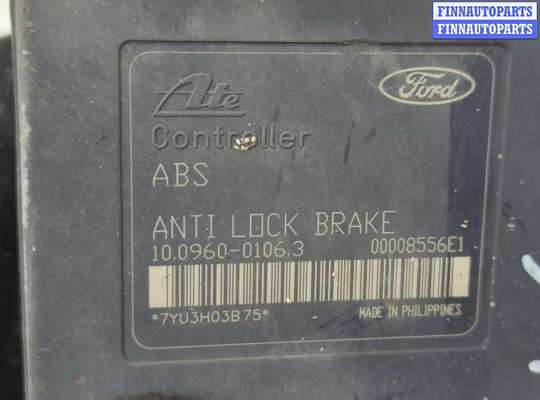 FINNAUTOPARTS
FINNAUTOPARTS
Ate
Ford
Controller
ABS
ANTI LOCK BRAKE
10.0960-0106.3 00008556E1
*7YU3H03B75* MADE IN PHILIPPINES